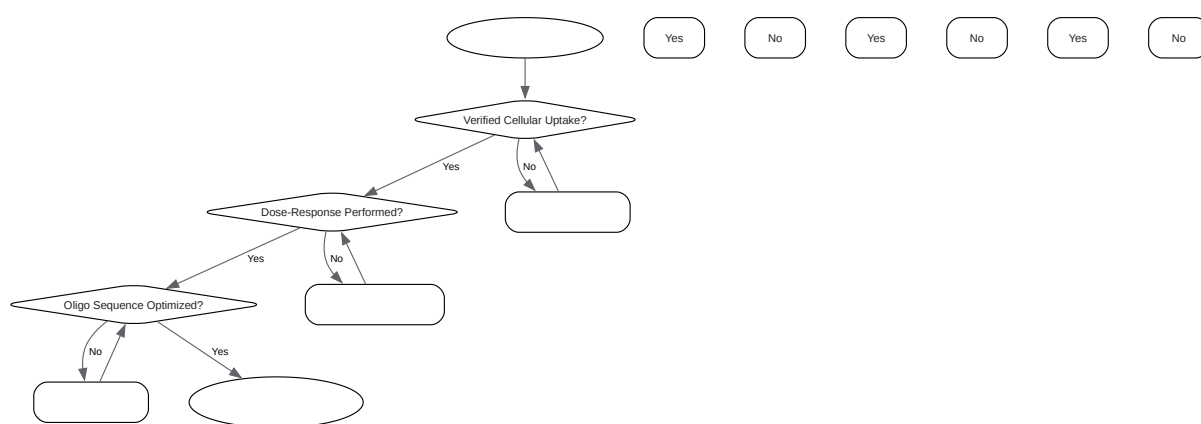 Yes
No
Yes
No
Yes
No
Verified Cellular Uptake?
Yes
No
Dose-Response Performed?
Yes
No
Oligo Sequence Optimized?
No
Yes